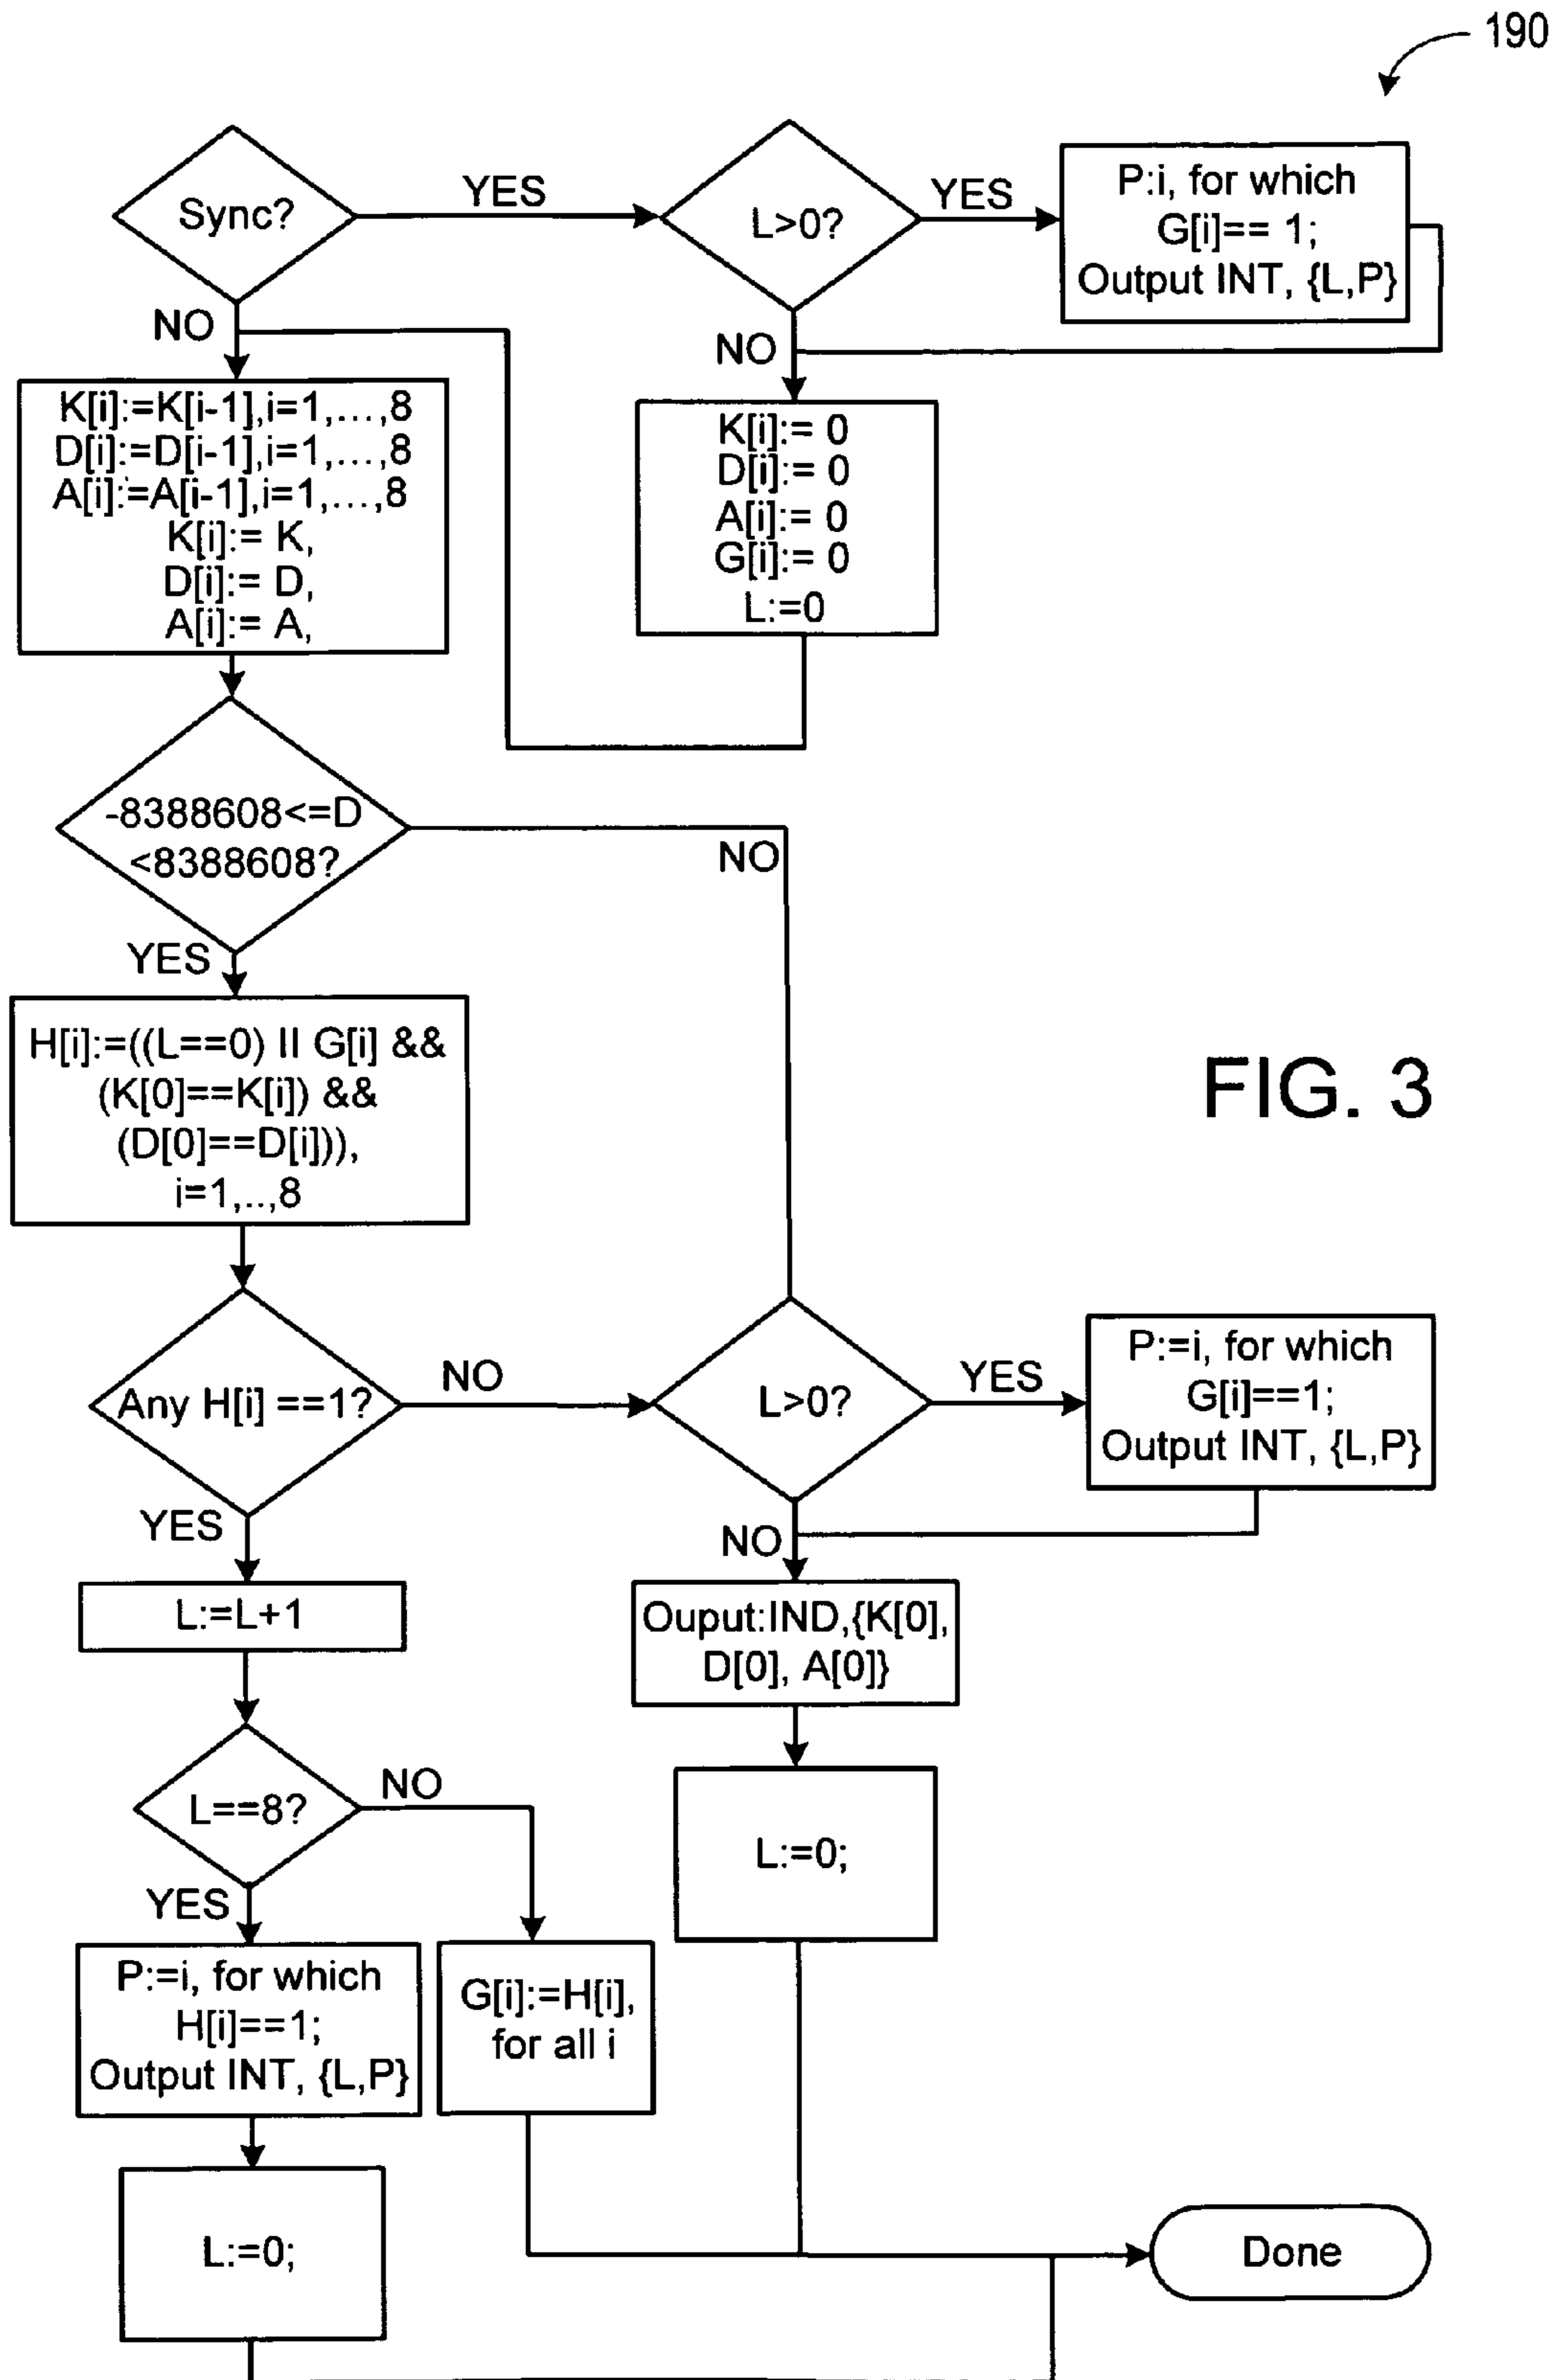 190
Sync?
YES
L>0?
YES
P:i, for which
G[i]== 1;
Output INT, {L,P}
NO
NO
K[i]:=K[i-1],i=1,...,8
D[i]:=D[i-1],i=1,...,8
A[i]:=A[i-1],i=1,...,8
K[i]:= K,
D[i]:= D,
A[i]:= A,
K[i]:= 0
D[i]:= 0
A[i]:= 0
G[i]:= 0
L:=0
-8388608<=D
<8388608?
NO
YES
H[i]:=((L==0) II G[i] &&
(K[0]==K[i]) &&
(D[0]==D[i])),
i=1,..,8
FIG. 3
Any H[i] ==1?
NO
L>0?
YES
P:=i, for which
G[i]==1;
Output INT, {L,P}
YES
NO
L:=L+1
Ouput:IND,{K[0],
D[0], A[0]}
L==8?
NO
L:=0;
YES
P:=i, for which
H[i]==1;
Output INT, {L,P}
G[i]:=H[i],
for all i
L:=0;
Done